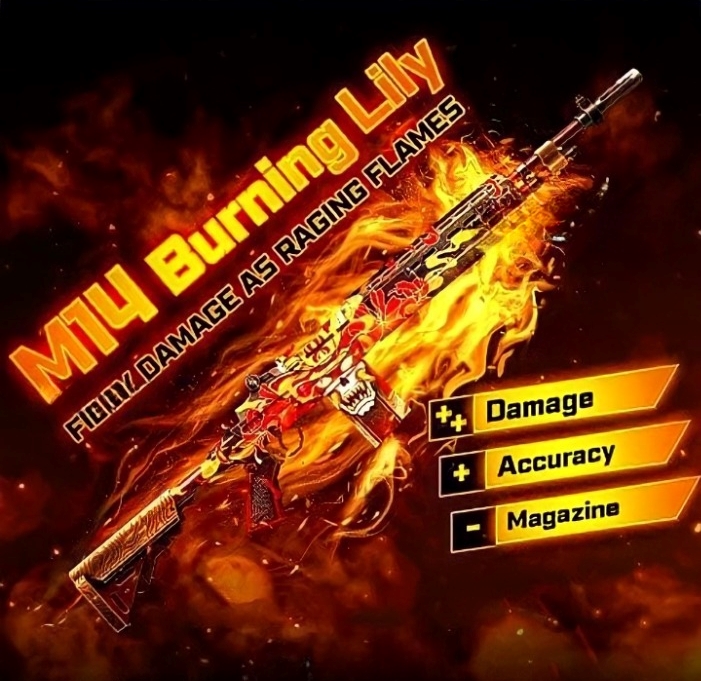 M14 Burning Lily
DAMAGE AS RAGING FLAMES
++ Damage
+ Accuracy
- Magazine